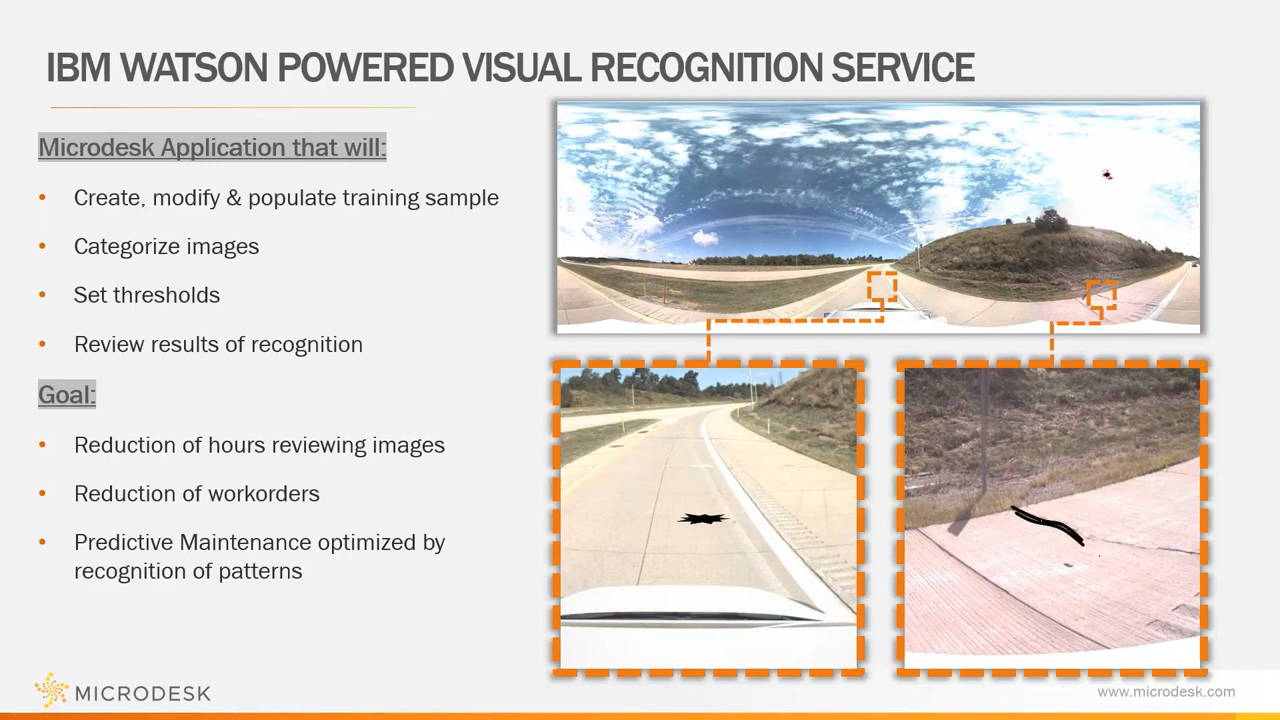 IBM WATSON POWERED VISUAL RECOGNITION SERVICE
Microdesk Application that will:
• Create, modify & populate training sample
• Categorize images
• Set thresholds
• Review results of recognition
Goal:
• Reduction of hours reviewing images
• Reduction of workorders
• Predictive Maintenance optimized by
recognition of patterns
MICRODESK
www.microdesk.com